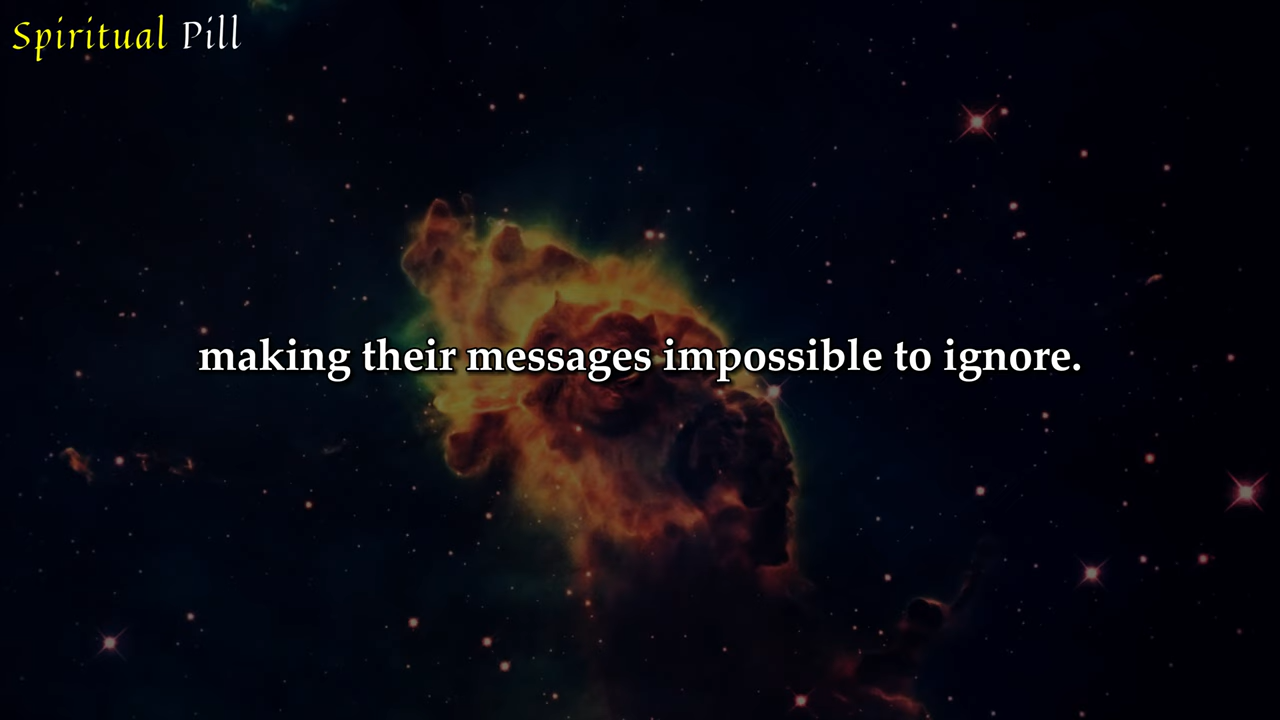 Spiritual Pill
making their messages impossible to ignore.